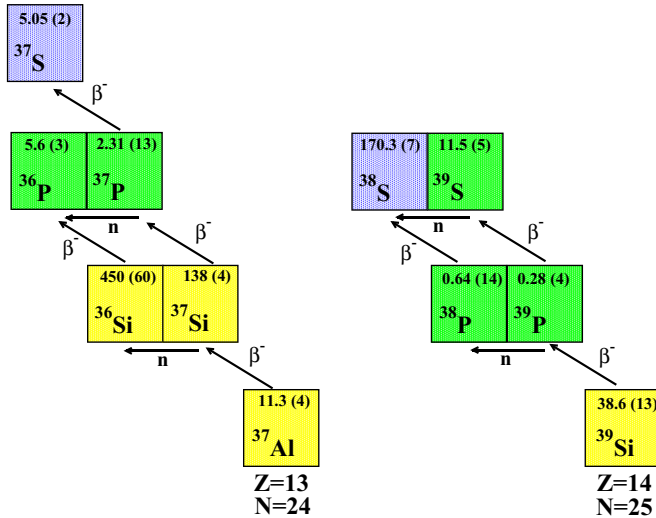 5.05 (2)
37S
β-
5.6 (3) 2.31 (13)
36P 37P
n
β- β-
450 (60) 138 (4)
36Si 37Si
n
β-
11.3 (4)
37Al
Z=13
N=24
170.3 (7) 11.5 (5)
38S 39S
n
β- β-
0.64 (14) 0.28 (4)
38P 39P
n
β-
38.6 (13)
39Si
Z=14
N=25